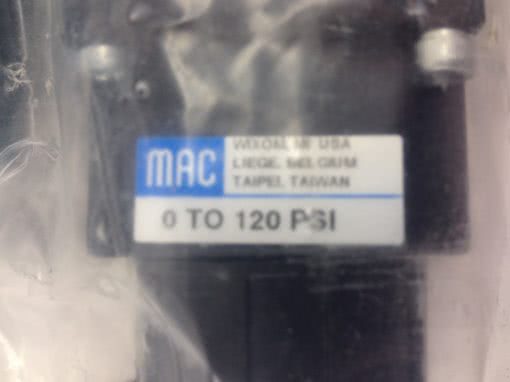 MAC
WIXOM, MI USA
LIEGE, BELGIUM
TAIPEI, TAIWAN
0 TO 120 PSI